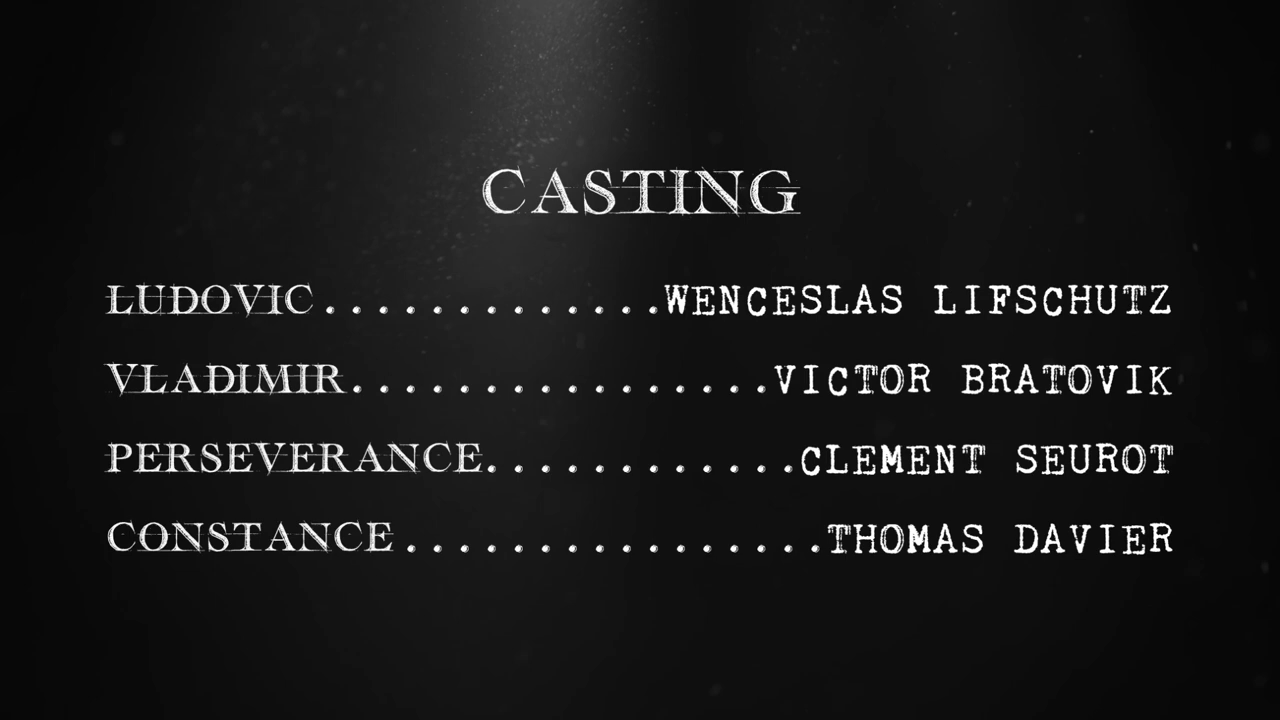 CASTING
LUDOVIC.............WENCESLAS LIFSCHUTZ
VLADIMIR................VICTOR BRATOVIK
PERSEVERANCE............CLEMENT SEUROT
CONSTANCE................THOMAS DAVIER